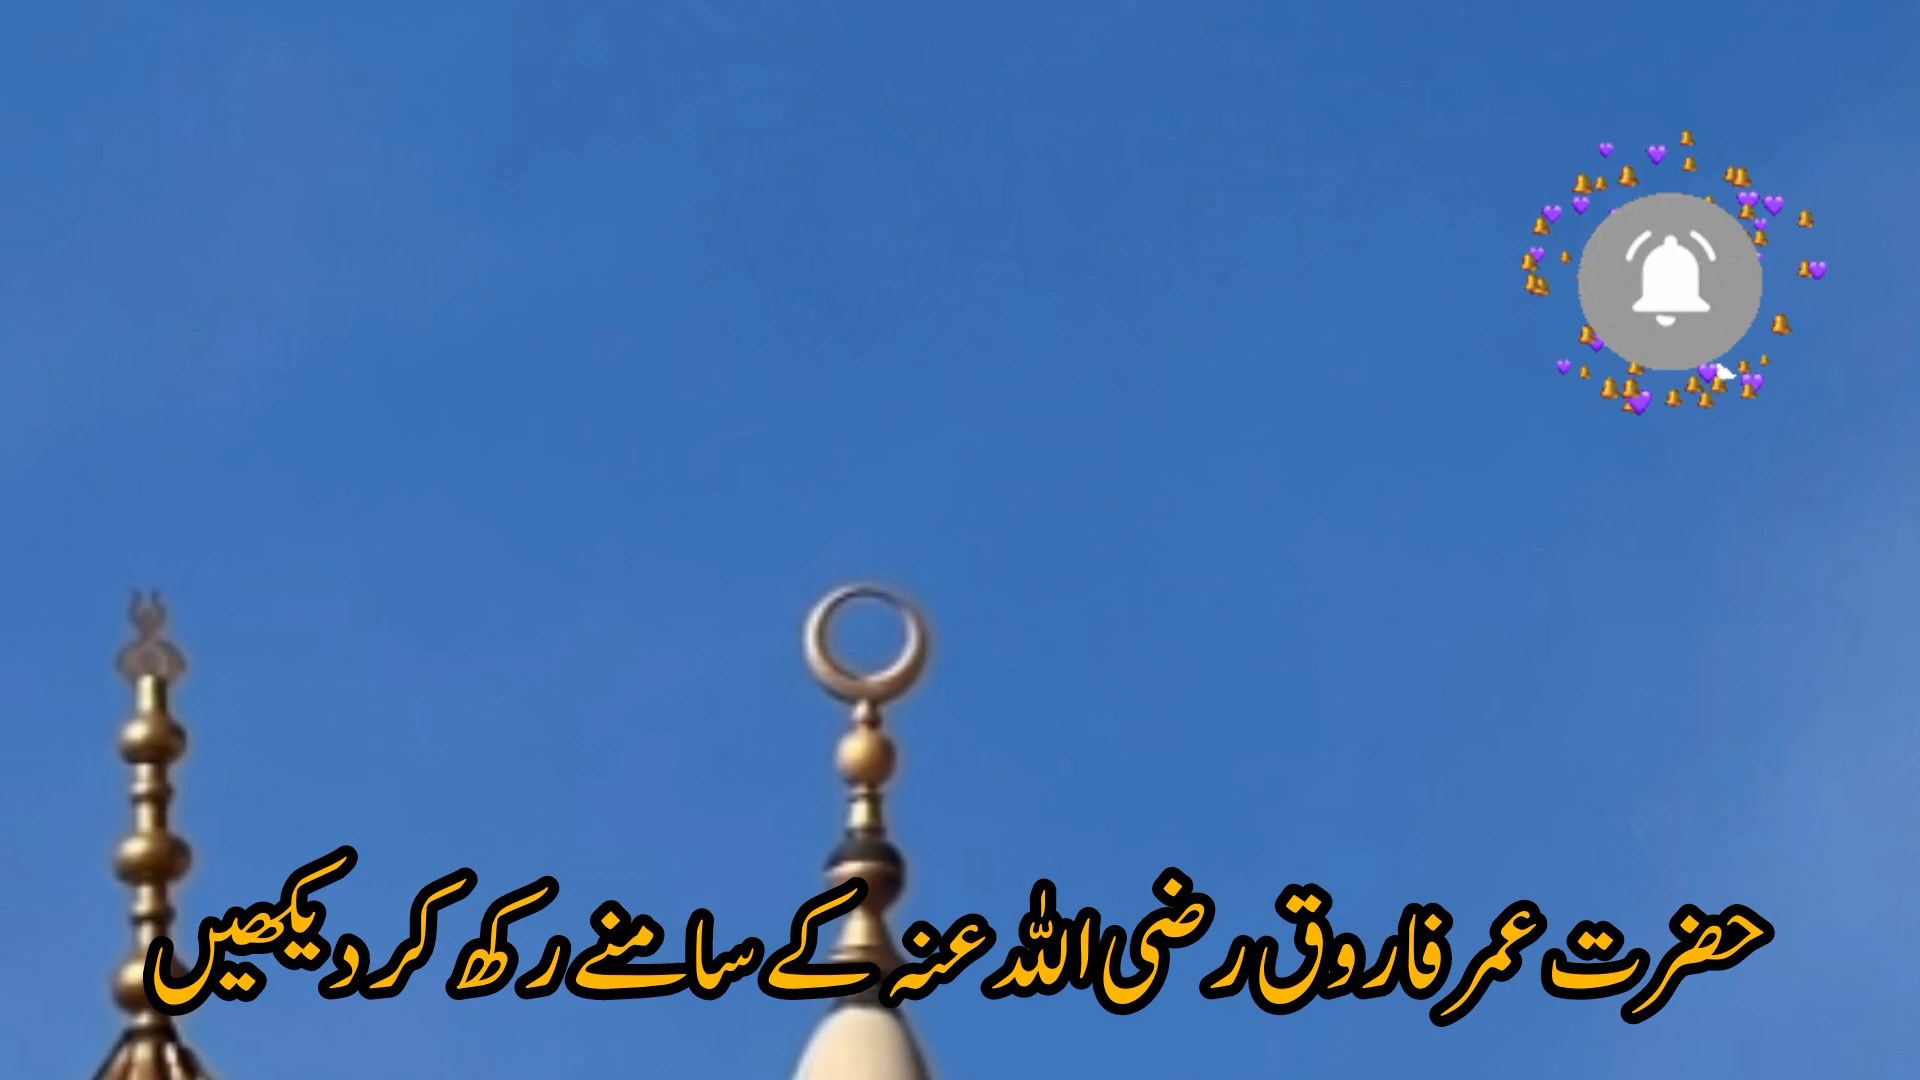 حضرت عمر فاروق رضی اللہ عنہ کے سامنے رکھ کر دیکھیں